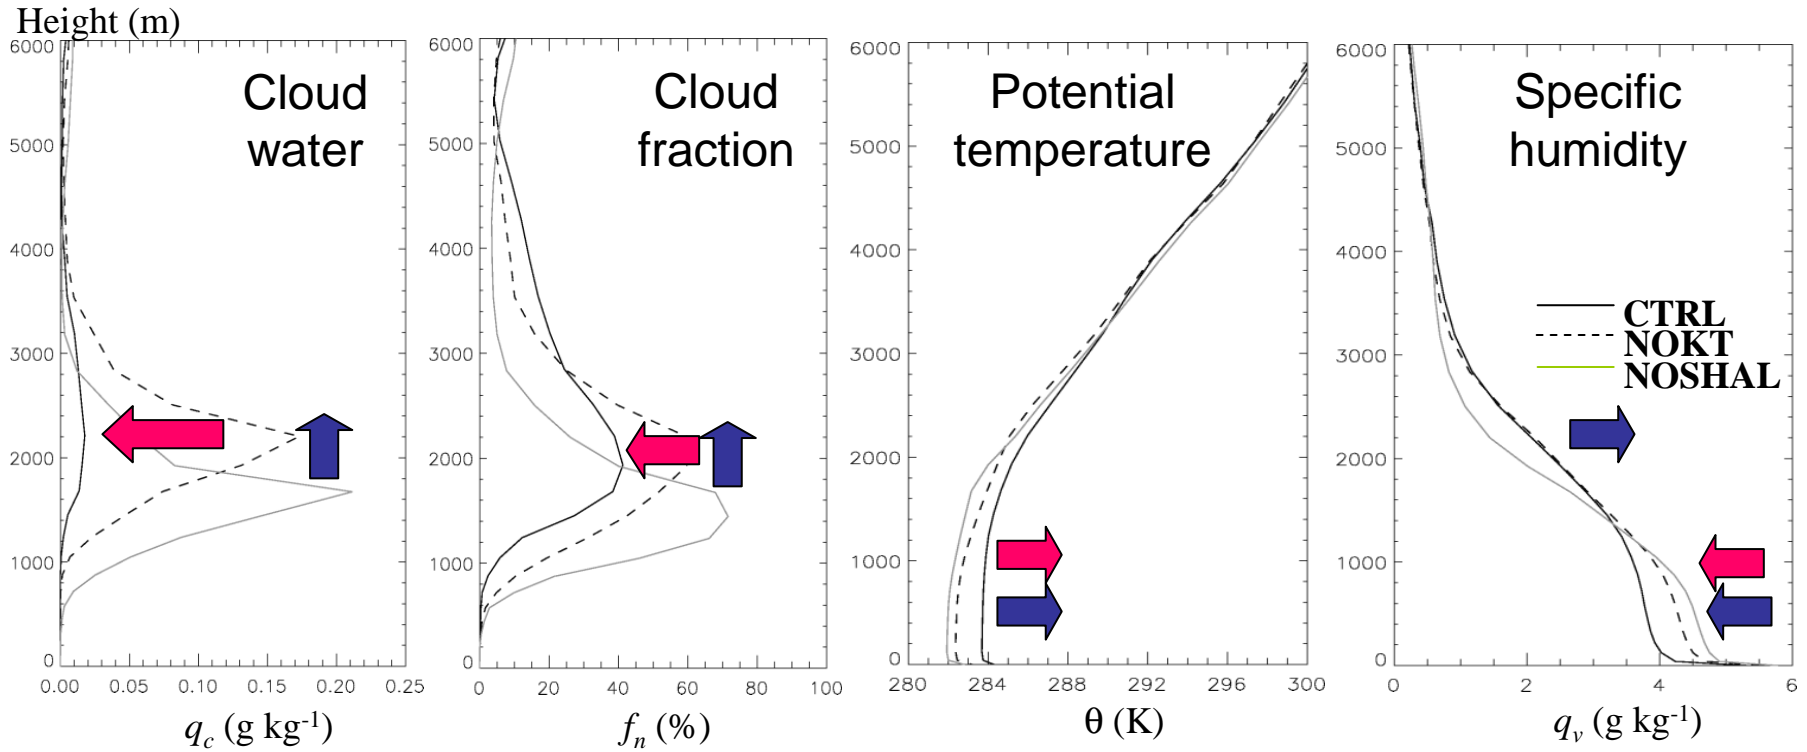 Height (m)
6000
5000
4000
3000
2000
1000
0
0.00 0.05 0.10 0.15 0.20 0.25
Cloud
water
q_c (g kg⁻¹)
6000
5000
4000
3000
2000
1000
0
0 20 40 60 80 100
Cloud
fraction
f_n (%)
6000
5000
4000
3000
2000
1000
0
280 284 288 292 296 300
Potential
temperature
θ (K)
6000
5000
4000
3000
2000
1000
0
0 2 4 6
Specific
humidity
CTRL
NOKT
NOSHAL
q_v (g kg⁻¹)